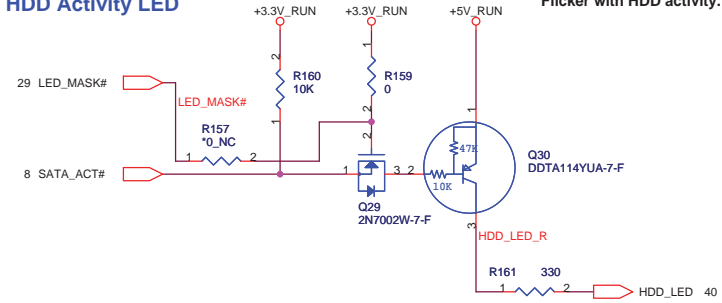 HDD Activity LED
Flicker with HDD activity.
+3.3V_RUN +3.3V_RUN +5V_RUN
2 1
R160
10K
R159
0
1
29 LED_MASK#
LED_MASK#
1 2
R157
*0_NC
1 2 2
47K
Q30
DDTA114YUA-7-F
8 SATA_ACT#
1 3 2
10K
Q29
2N7002W-7-F
3
HDD_LED_R
R161 330
1 2
HDD_LED 40